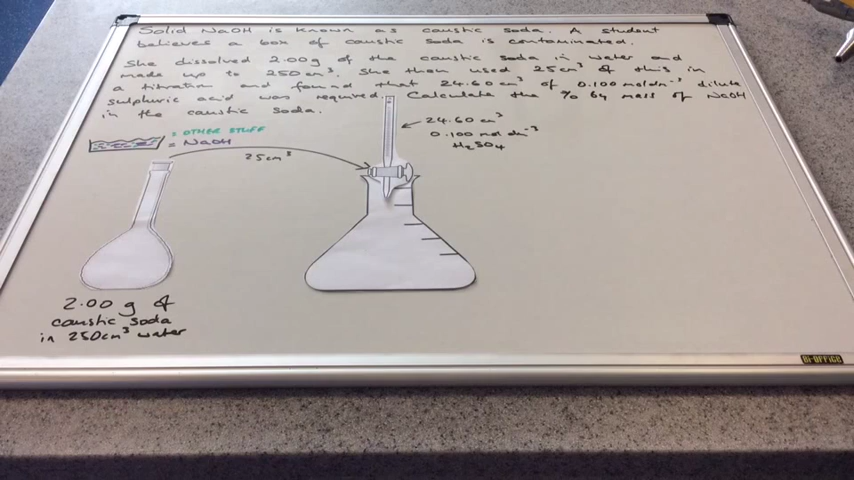 Solid NaOH is known as caustic soda. A student
believes a box of caustic soda is contaminated.
She dissolved 2.00g of the caustic soda in water and
made up to 250 cm³. She then used 25cm³ of this in
a titration and found that 24.60 cm³ of 0.100 moldm⁻³ dilute
sulphuric acid was required. Calculate the % by mass of NaOH
in the caustic soda.
= OTHER STUFF
= NaOH
25cm³
24.60 cm³
0.100 mol dm⁻³
H₂SO₄
2.00 g of
caustic soda
in 250cm³ water
BI-OFFICE